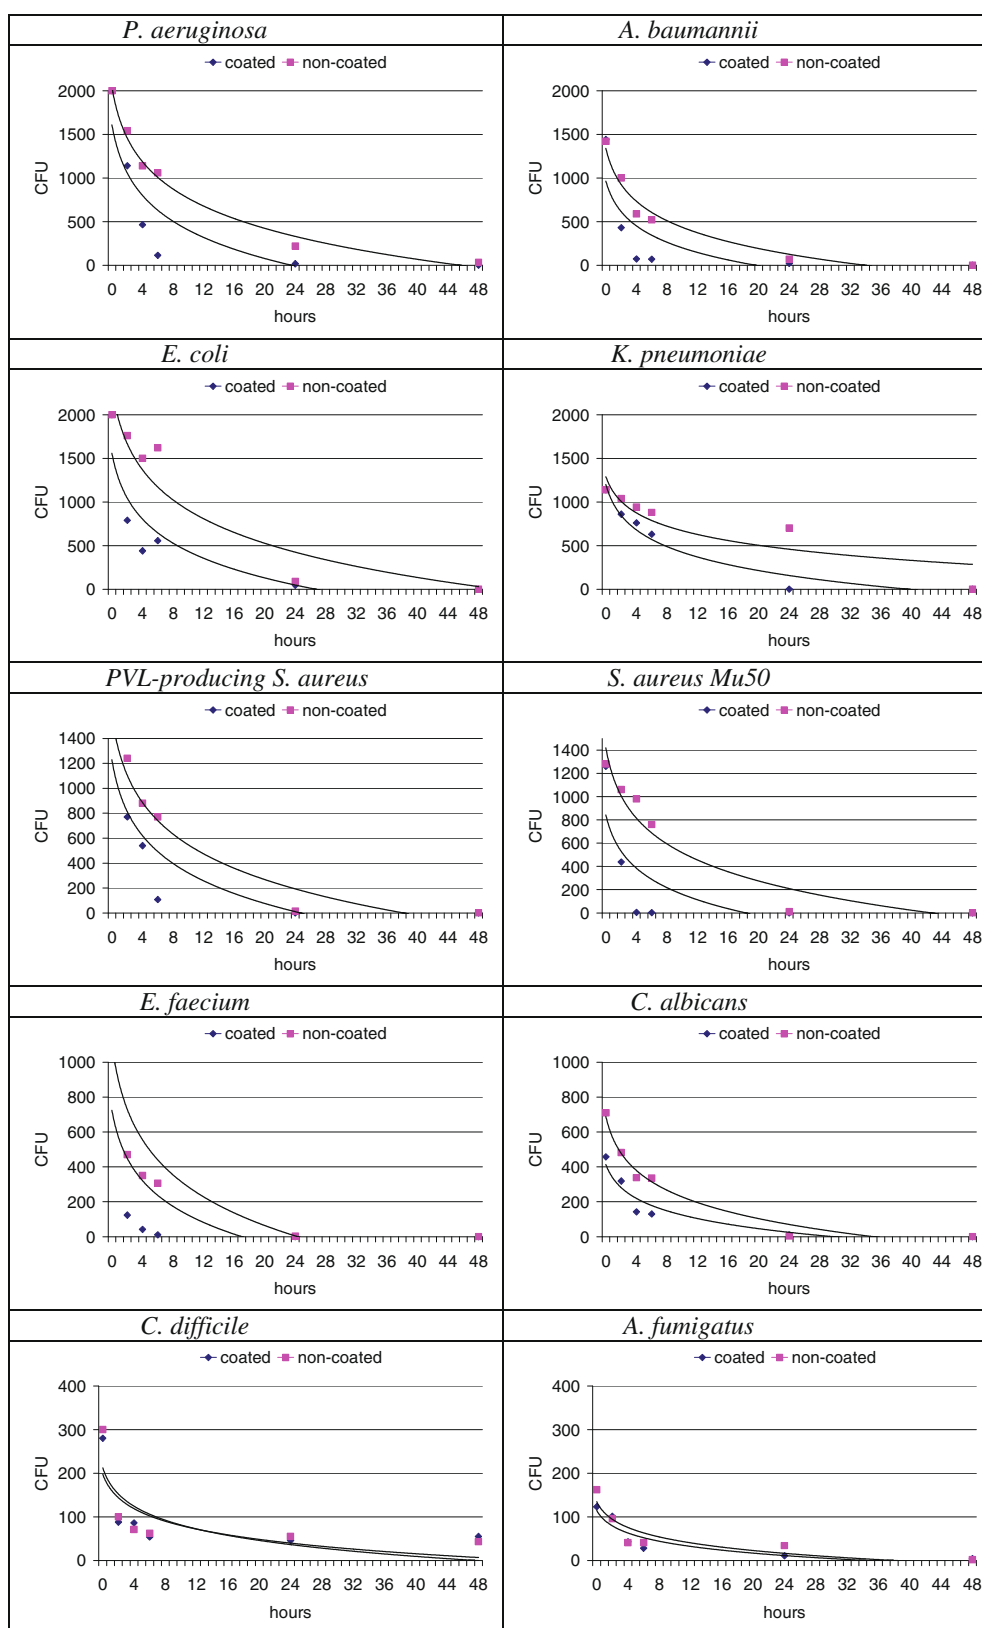 P. aeruginosa
coated non-coated
2000
1500
1000
500
0
CFU
0 4 8 12 16 20 24 28 32 36 40 44 48
hours
A. baumannii
coated non-coated
2000
1500
1000
500
0
CFU
0 4 8 12 16 20 24 28 32 36 40 44 48
hours
E. coli
coated non-coated
2000
1500
1000
500
0
CFU
0 4 8 12 16 20 24 28 32 36 40 44 48
hours
K. pneumoniae
coated non-coated
2000
1500
1000
500
0
CFU
0 4 8 12 16 20 24 28 32 36 40 44 48
hours
PVL-producing S. aureus
coated non-coated
1400
1200
1000
800
600
400
200
0
CFU
0 4 8 12 16 20 24 28 32 36 40 44 48
hours
S. aureus Mu50
coated non-coated
1400
1200
1000
800
600
400
200
0
CFU
0 4 8 12 16 20 24 28 32 36 40 44 48
hours
E. faecium
coated non-coated
1000
800
600
400
200
0
CFU
0 4 8 12 16 20 24 28 32 36 40 44 48
hours
C. albicans
coated non-coated
1000
800
600
400
200
0
CFU
0 4 8 12 16 20 24 28 32 36 40 44 48
hours
C. difficile
coated non-coated
400
300
200
100
0
CFU
0 4 8 12 16 20 24 28 32 36 40 44 48
hours
A. fumigatus
coated non-coated
400
300
200
100
0
CFU
0 4 8 12 16 20 24 28 32 36 40 44 48
hours